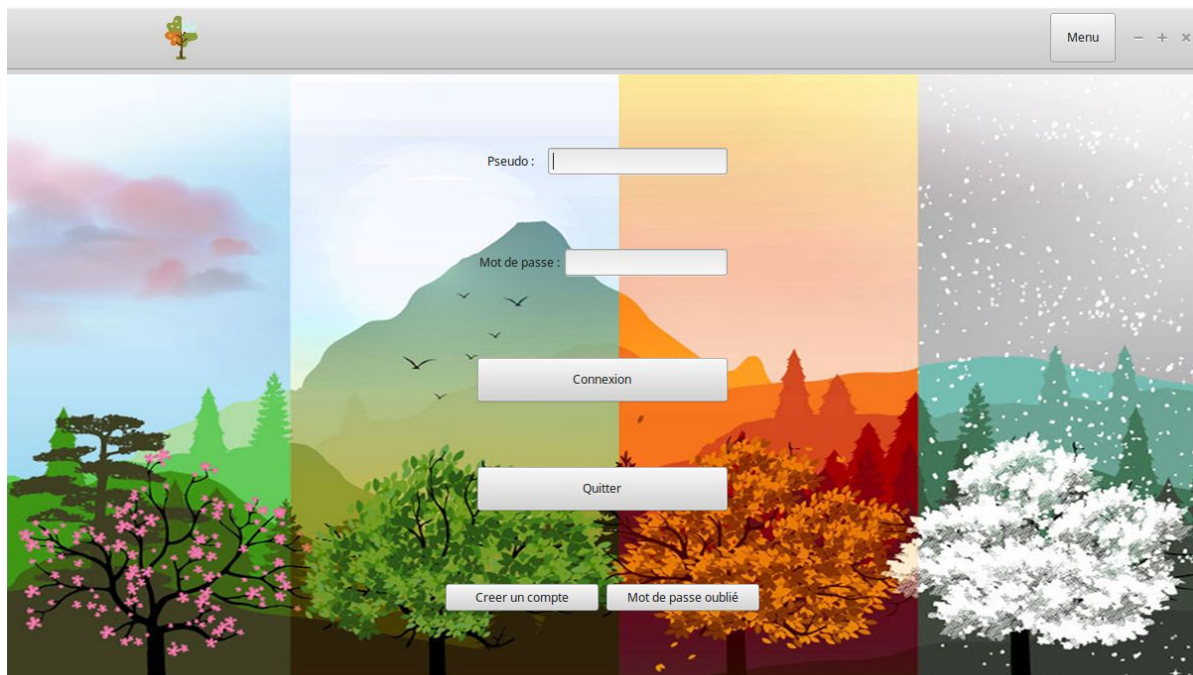 Menu
Pseudo :
Mot de passe :
Connexion
Quitter
Creer un compte
Mot de passe oublié